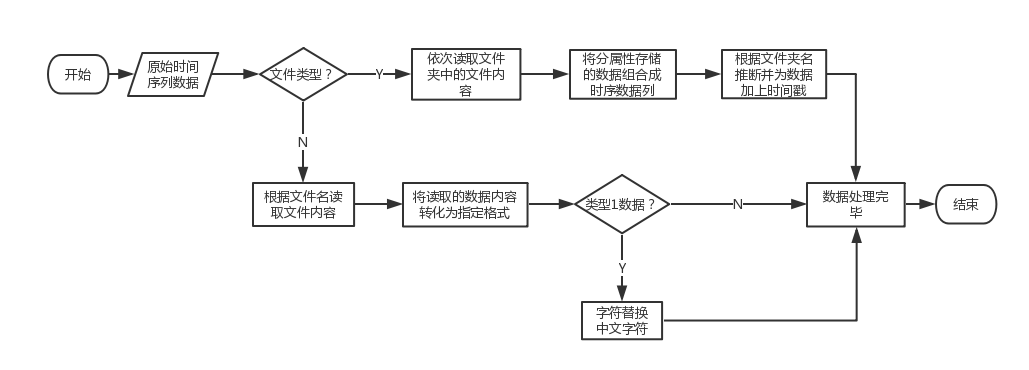 开始
原始时间
序列数据
文件类型？
Y
依次读取文件
夹中的文件内
容
将分属性存储
的数据组合成
时序数据列
根据文件夹名
推断并为数据
加上时间戳
N
根据文件名读
取文件内容
将读取的数据内容
转化为指定格式
类型1数据？
N
数据处理完
毕
结束
Y
字符替换
中文字符